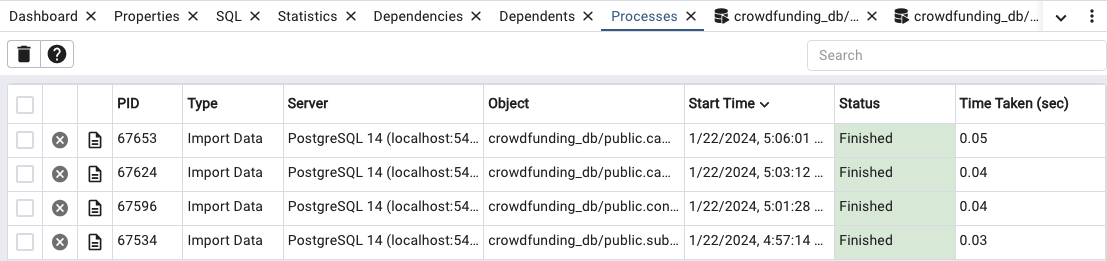 Dashboard Properties SQL Statistics Dependencies Dependents Processes crowdfunding_db/... crowdfunding_db/...
Search
PID Type Server Object Start Time Status Time Taken (sec)
67653 Import Data PostgreSQL 14 (localhost:54... crowdfunding_db/public.ca... 1/22/2024, 5:06:01 ... Finished 0.05
67624 Import Data PostgreSQL 14 (localhost:54... crowdfunding_db/public.ca... 1/22/2024, 5:03:12 ... Finished 0.04
67596 Import Data PostgreSQL 14 (localhost:54... crowdfunding_db/public.con... 1/22/2024, 5:01:28 ... Finished 0.04
67534 Import Data PostgreSQL 14 (localhost:54... crowdfunding_db/public.sub... 1/22/2024, 4:57:14 ... Finished 0.03